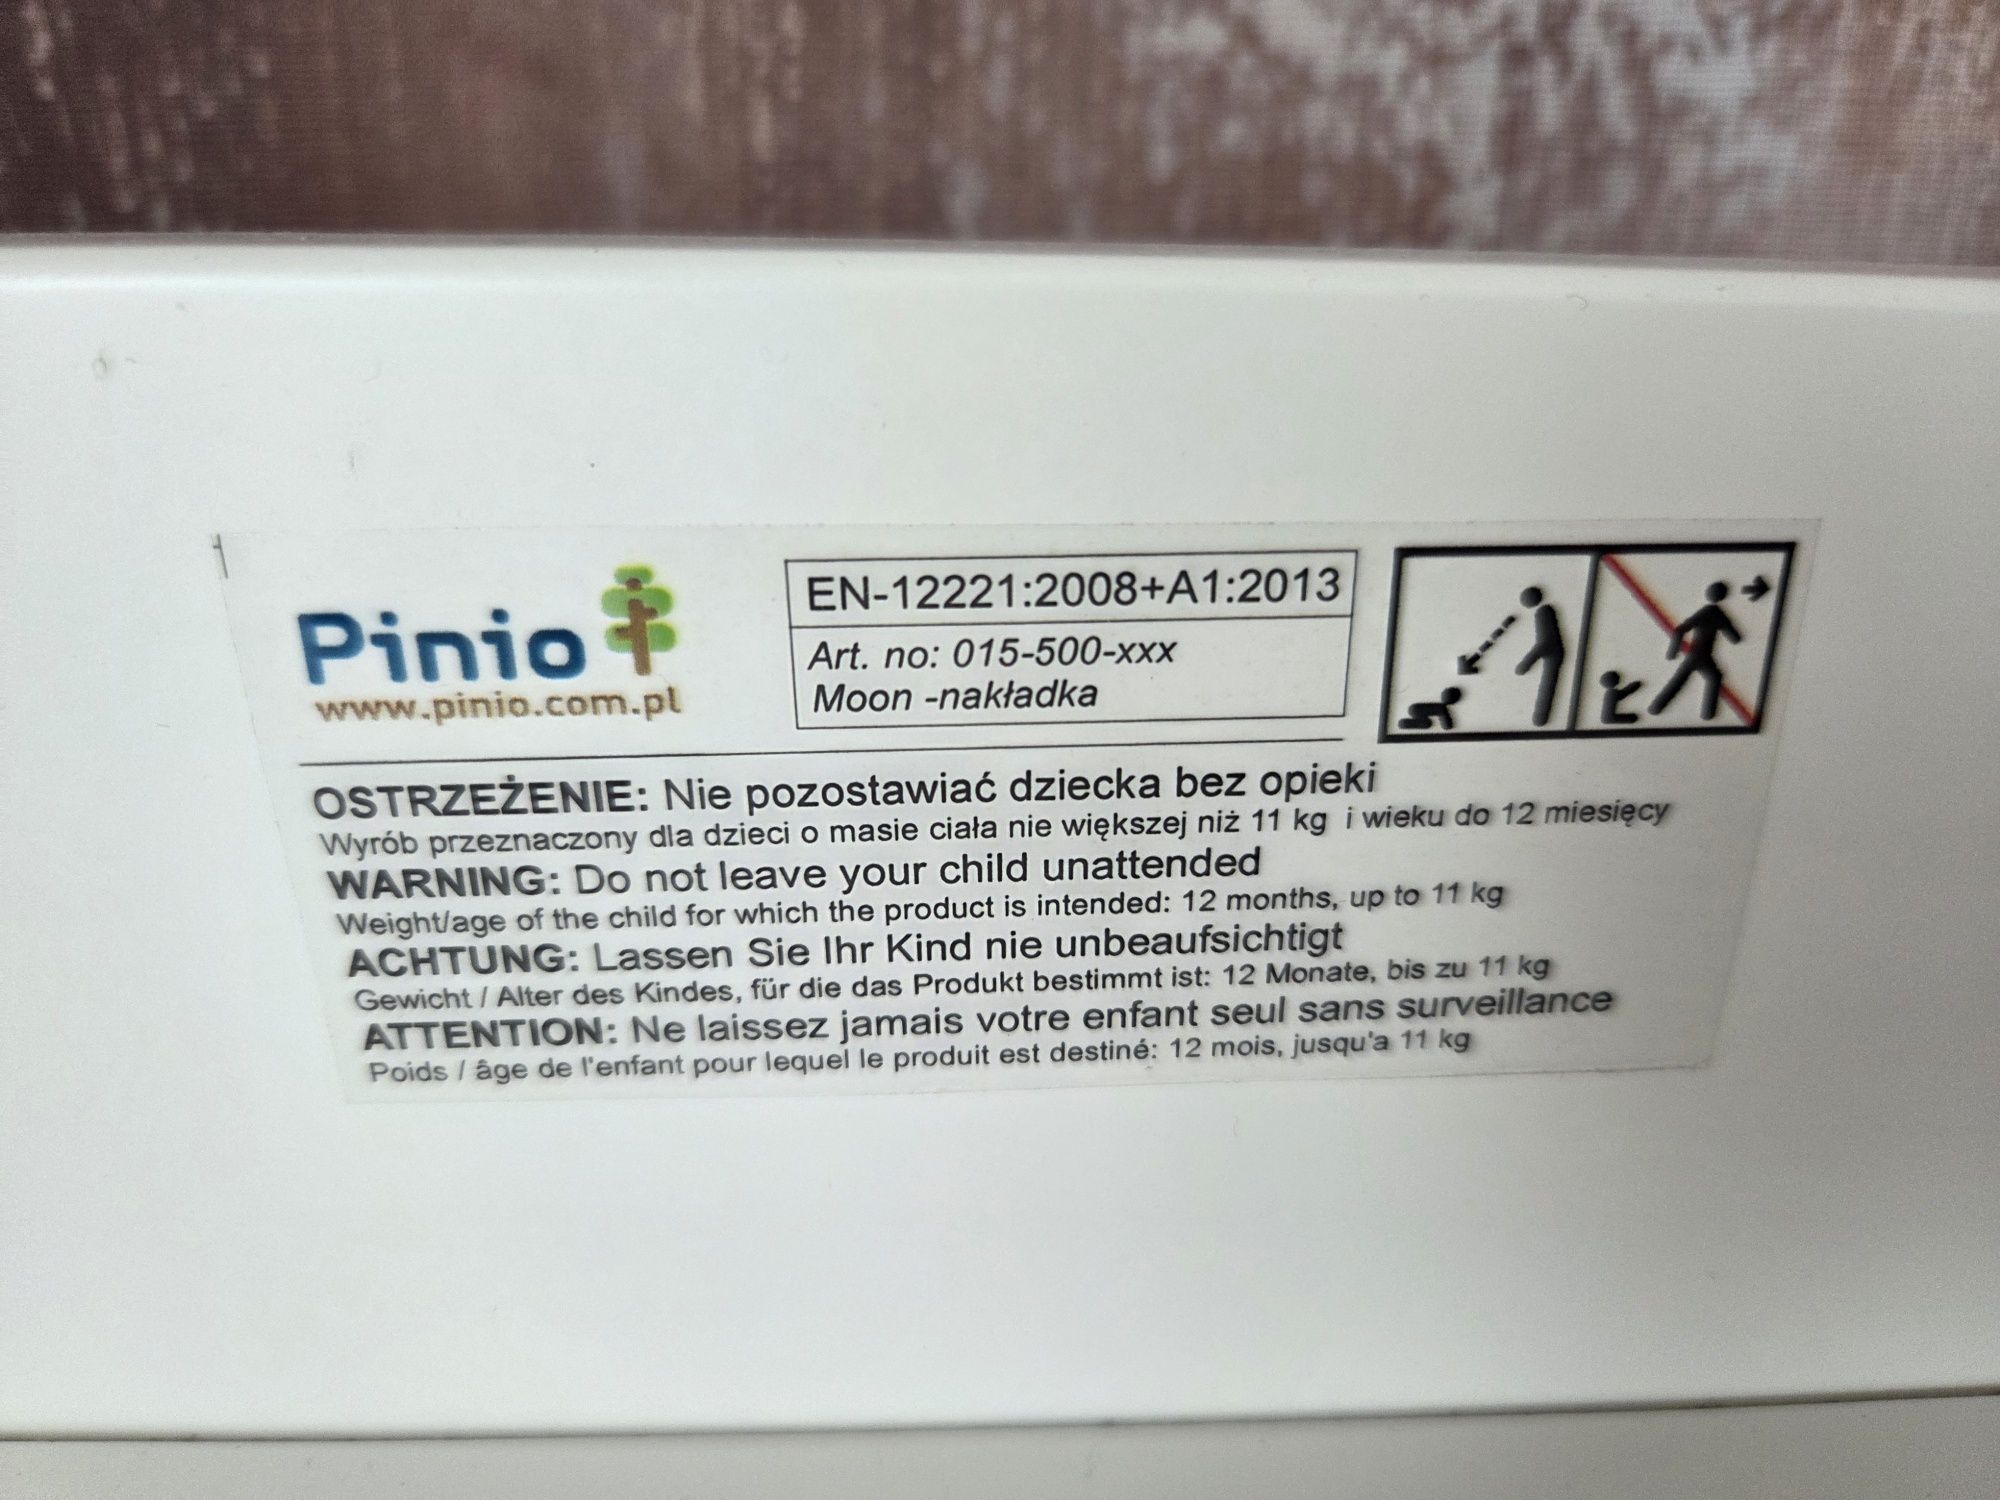 Pinio
www.pinio.com.pl
EN-12221:2008+A1:2013
Art. no: 015-500-xxx
Moon -nakładka
OSTRZEŻENIE: Nie pozostawiać dziecka bez opieki
Wyrób przeznaczony dla dzieci o masie ciała nie większej niż 11 kg i wieku do 12 miesięcy
WARNING: Do not leave your child unattended
Weight/age of the child for which the product is intended: 12 months, up to 11 kg
ACHTUNG: Lassen Sie Ihr Kind nie unbeaufsichtigt
Gewicht / Alter des Kindes, für die das Produkt bestimmt ist: 12 Monate, bis zu 11 kg
ATTENTION: Ne laissez jamais votre enfant seul sans surveillance
Poids / âge de l'enfant pour lequel le produit est destiné: 12 mois, jusqu'a 11 kg